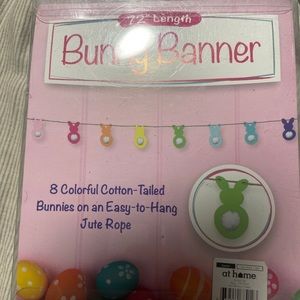 72" Length
Bunny Banner
8 Colorful Cotton-Tailed
Bunnies on an Easy-to-Hang
Jute Rope
at home